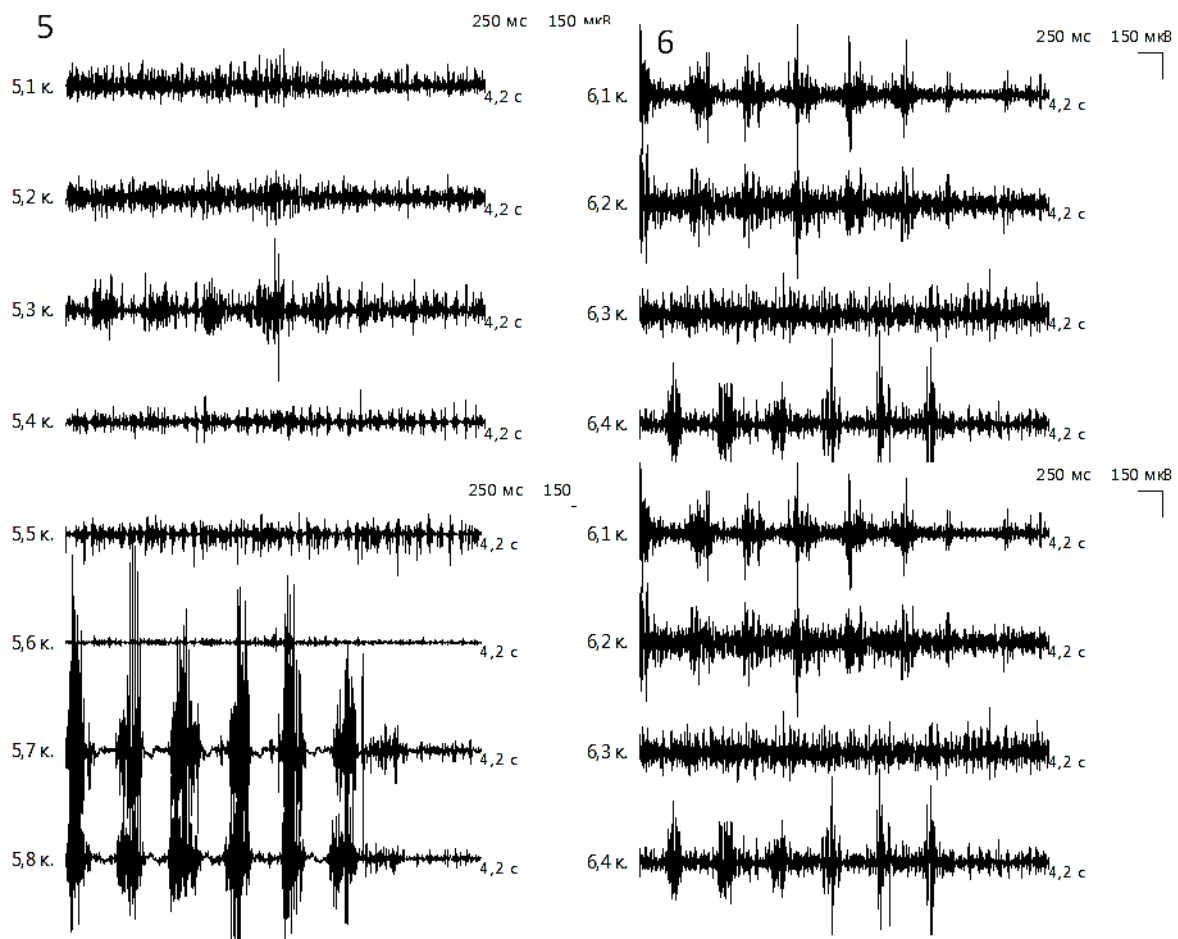 5
250 мс 150 мкВ
5,1 к.
4,2 с
5,2 к.
4,2 с
5,3 к.
4,2 с
5,4 к.
4,2 с
250 мс 150
5,5 к.
4,2 с
5,6 к.
4,2 с
5,7 к.
4,2 с
5,8 к.
4,2 с
6
250 мс 150 мкВ
6,1 к.
4,2 с
6,2 к.
4,2 с
6,3 к.
4,2 с
6,4 к.
4,2 с
250 мс 150 мкВ
6,1 к.
4,2 с
6,2 к.
4,2 с
6,3 к.
4,2 с
6,4 к.
4,2 с